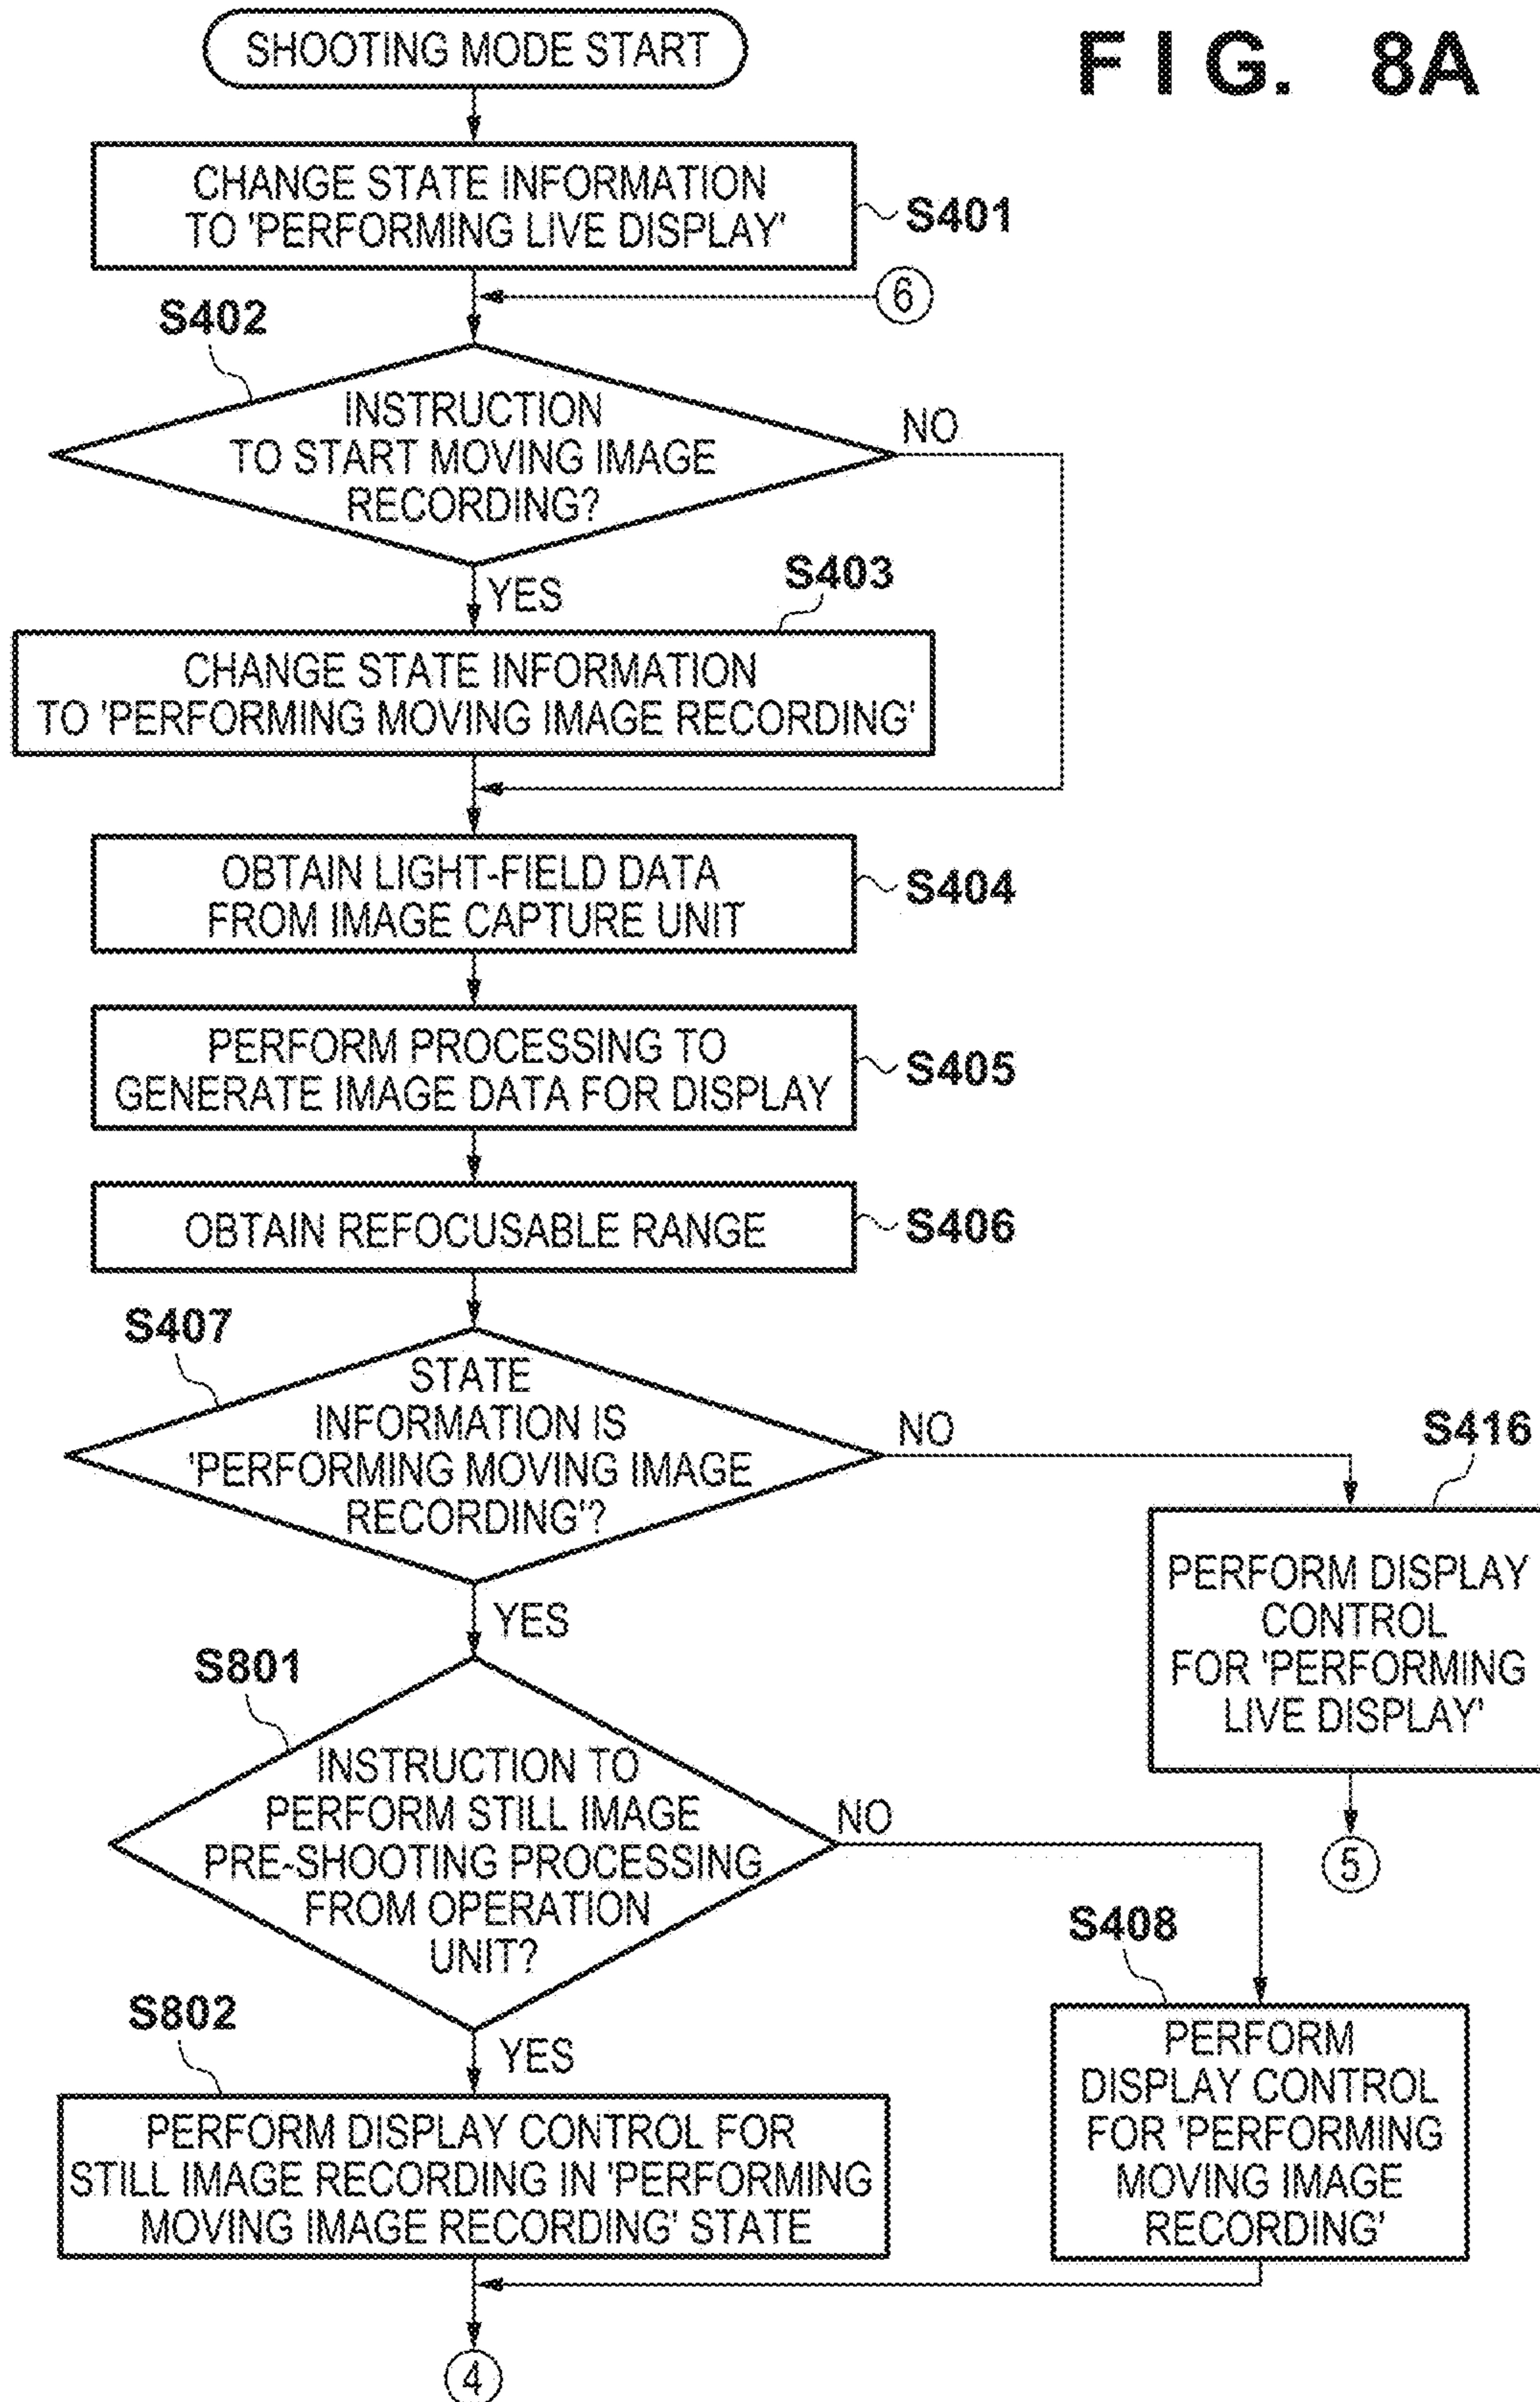 FIG. 8A
SHOOTING MODE START
CHANGE STATE INFORMATION
TO 'PERFORMING LIVE DISPLAY'
S401
6
S402
INSTRUCTION
TO START MOVING IMAGE
RECORDING?
NO
YES
S403
CHANGE STATE INFORMATION
TO 'PERFORMING MOVING IMAGE RECORDING'
OBTAIN LIGHT-FIELD DATA
FROM IMAGE CAPTURE UNIT
S404
PERFORM PROCESSING TO
GENERATE IMAGE DATA FOR DISPLAY
S405
OBTAIN REFOCUSABLE RANGE
S406
S407
STATE
INFORMATION IS
'PERFORMING MOVING IMAGE
RECORDING'?
NO
YES
S416
PERFORM DISPLAY
CONTROL
FOR 'PERFORMING
LIVE DISPLAY'
5
S801
INSTRUCTION TO
PERFORM STILL IMAGE
PRE-SHOOTING PROCESSING
FROM OPERATION
UNIT?
NO
YES
S408
PERFORM
DISPLAY CONTROL
FOR 'PERFORMING
MOVING IMAGE
RECORDING'
S802
PERFORM DISPLAY CONTROL FOR
STILL IMAGE RECORDING IN 'PERFORMING
MOVING IMAGE RECORDING' STATE
4